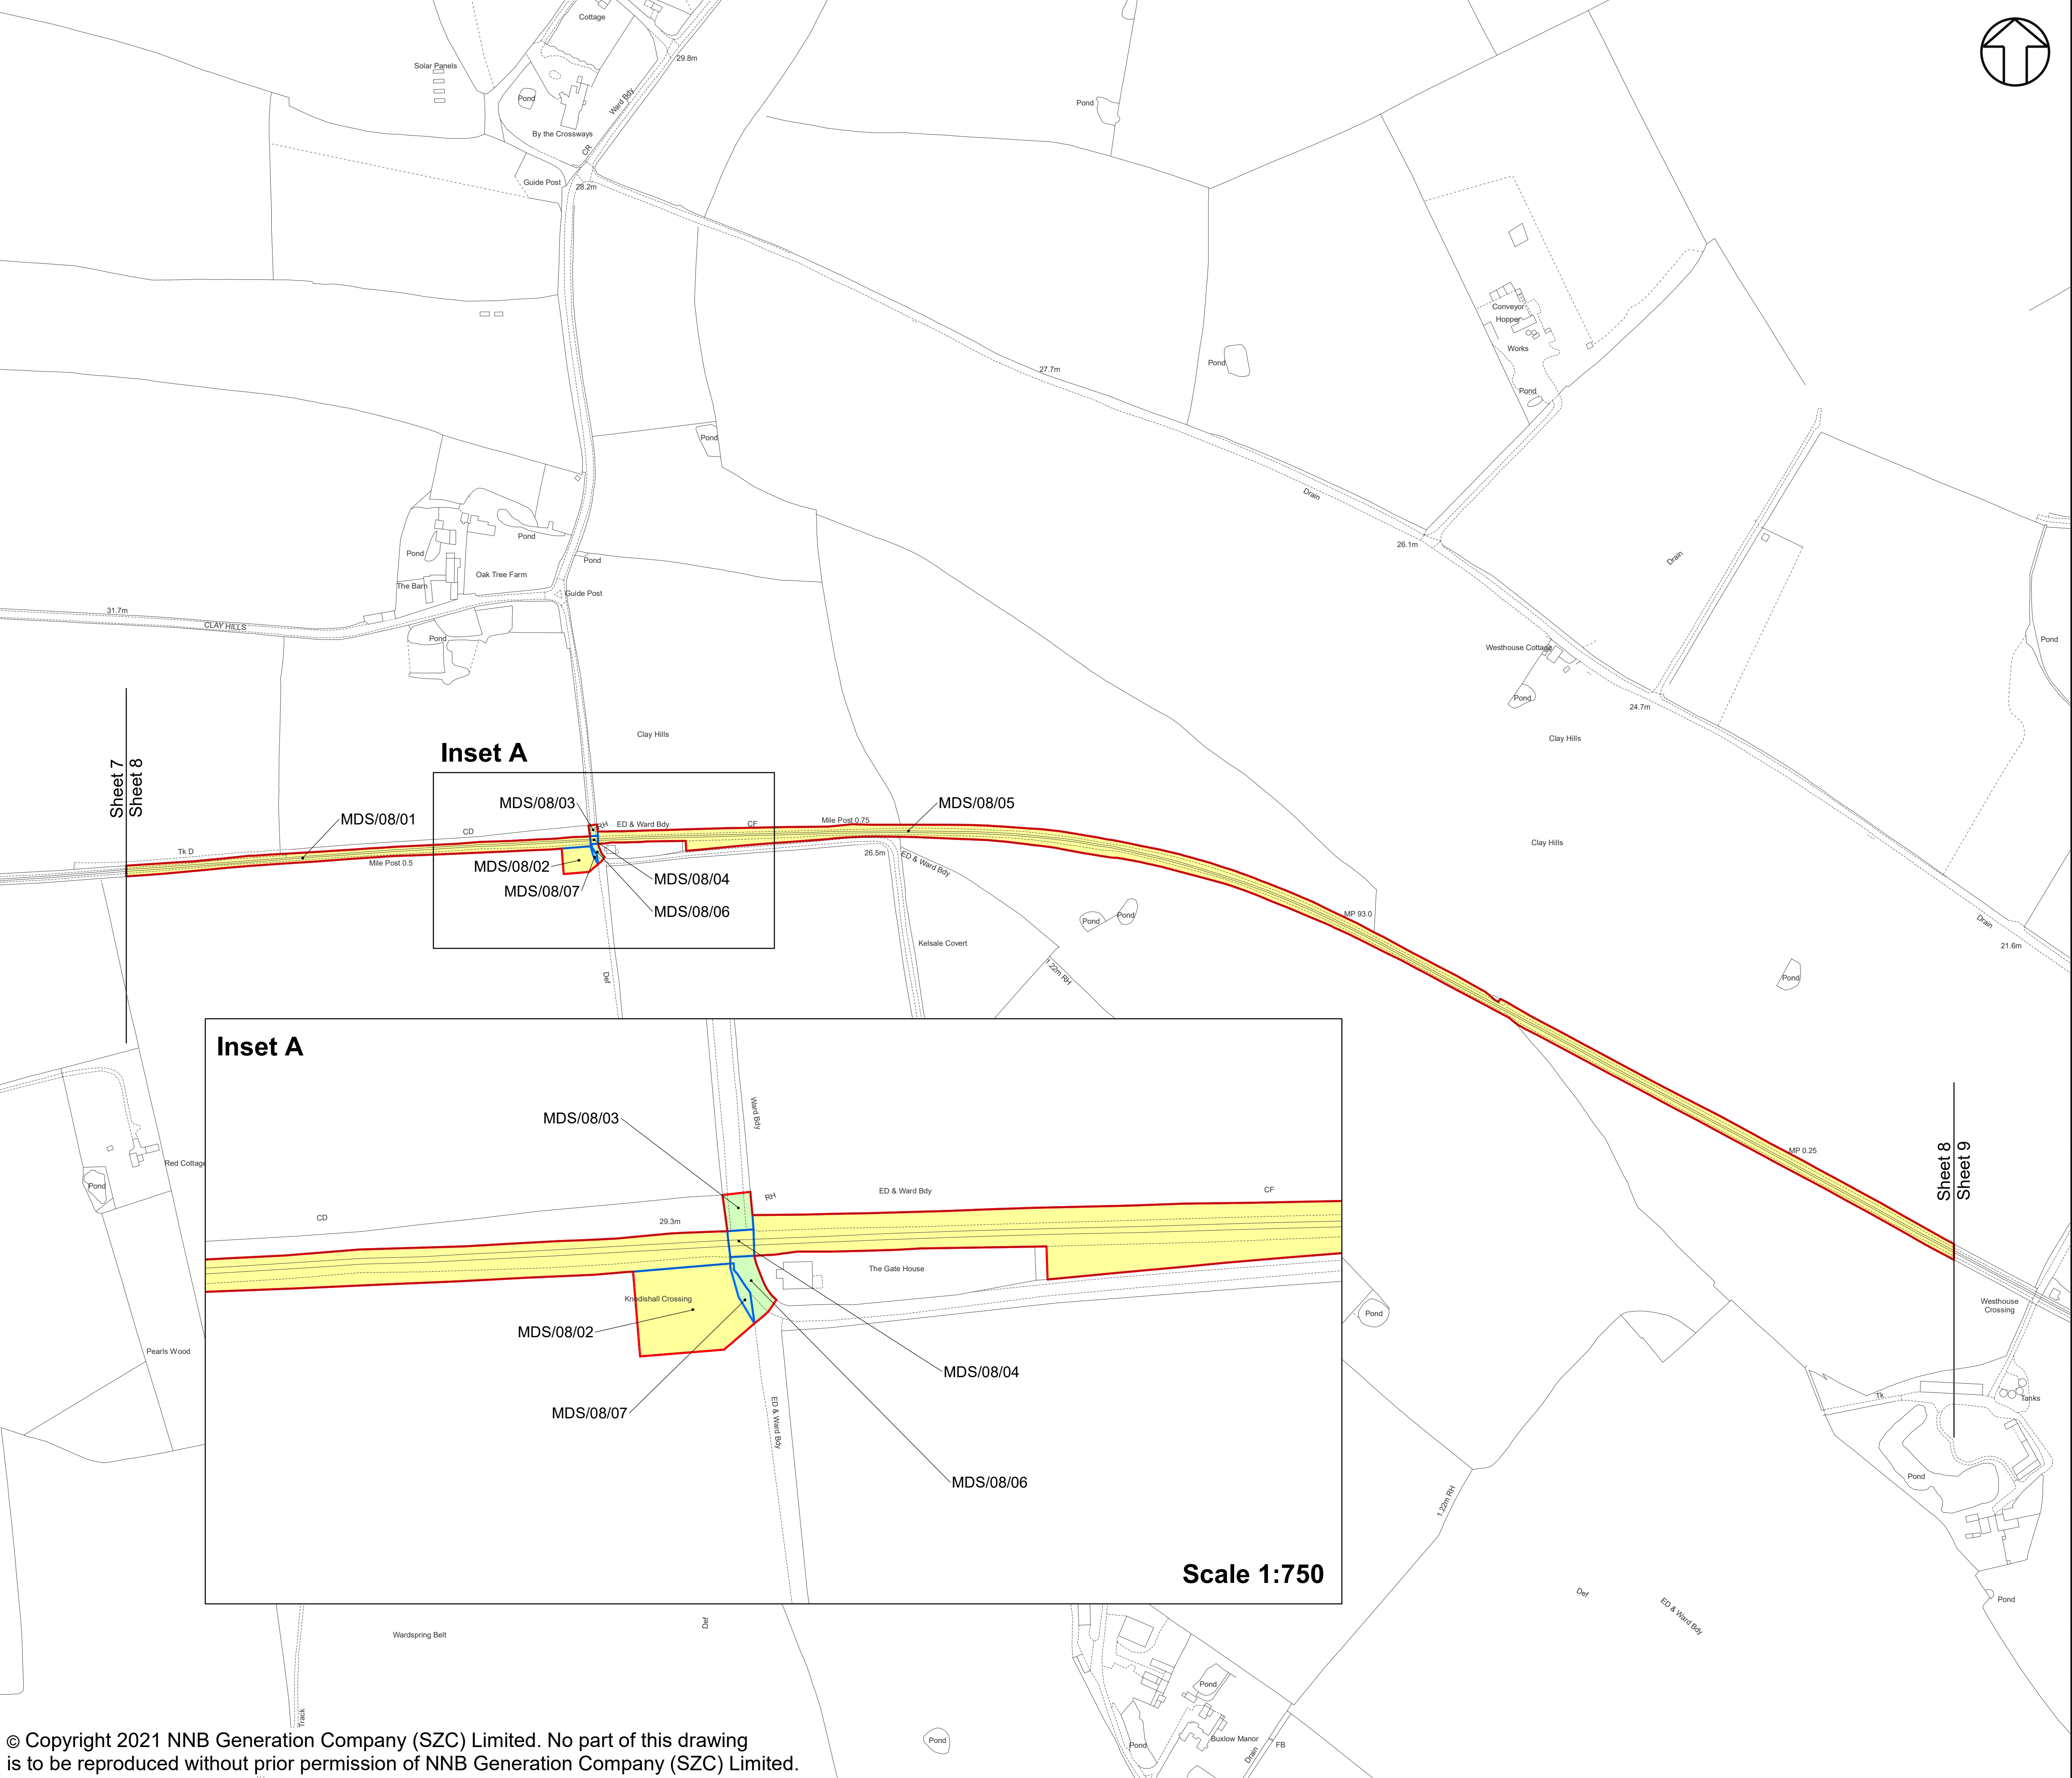 Cottage
29.8m
Solar Panels
Pond
Ward Bdy
Pond
By the Crossways
CR
Guide Post
28.2m
Conveyor
Hopper
Works
Pond
27.7m
Pond
Pond
Drain
Pond
26.1m
Pond
Pond
Drain
The Barn
Oak Tree Farm
Guide Post
31.7m
CLAY HILLS
Pond
Pond
Westhouse Cottage
Pond
24.7m
Clay Hills
Clay Hills
Inset A
Sheet 7
Sheet 8
MDS/08/03
MDS/08/05
MDS/08/01
RH
ED & Ward Bdy
CF
Mile Post 0.75
CD
Tk D
Mile Post 0.5
MDS/08/02
MDS/08/04
MDS/08/07
MDS/08/06
26.5m
ED & Ward Bdy
Clay Hills
MP 93.0
Pond
Pond
Drain
21.6m
Kelsale Covert
Def
1.22m RH
Pond
Inset A
MDS/08/03
Ward Bdy
MP 0.25
Sheet 8
Sheet 9
Red Cottage
Pond
RH
ED & Ward Bdy
CF
CD
29.3m
The Gate House
Knodishall Crossing
MDS/08/02
MDS/08/04
MDS/08/07
ED & Ward Bdy
MDS/08/06
Scale 1:750
Pond
Westhouse
Crossing
Pearls Wood
Tk
Tanks
Pond
1.22m RH
Def
ED & Ward Bdy
Pond
Wardspring Belt
Def
Track
Pond
Pond
Pond
Buxlow Manor
Drain
FB
© Copyright 2021 NNB Generation Company (SZC) Limited. No part of this drawing
is to be reproduced without prior permission of NNB Generation Company (SZC) Limited.